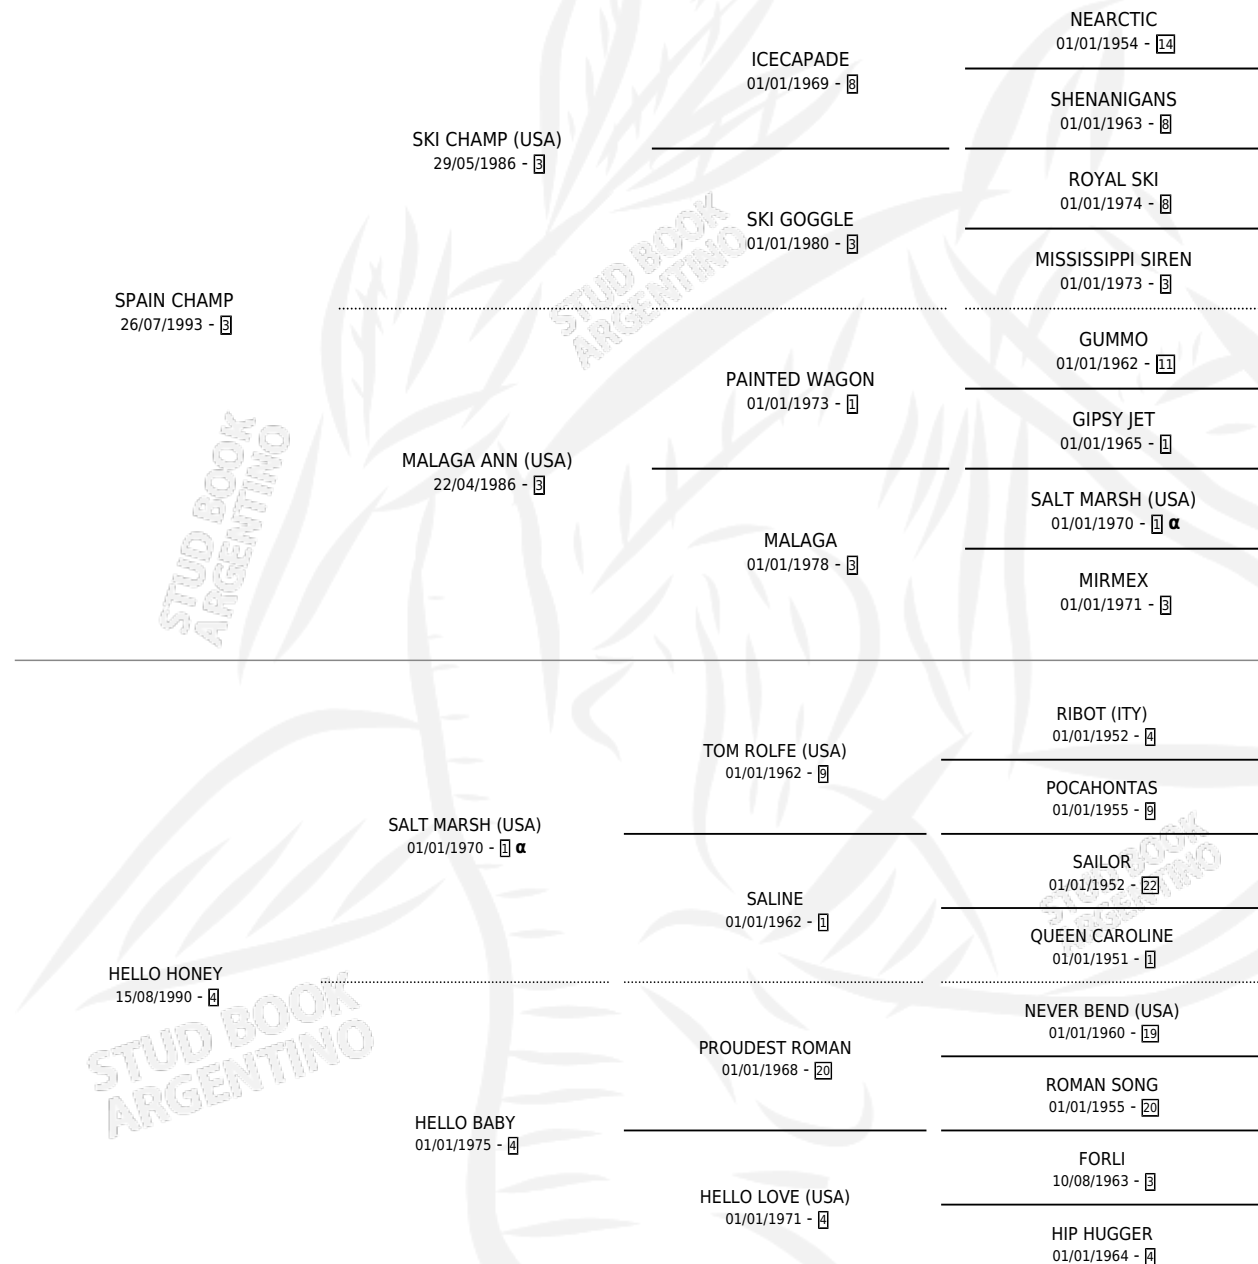 NEARCTIC
01/01/1954 - 14
ICECAPADE
01/01/1969 - 8
SHENANIGANS
01/01/1963 - 8
SKI CHAMP (USA)
29/05/1986 - 3
ROYAL SKI
01/01/1974 - 8
SKI GOGGLE
01/01/1980 - 3
MISSISSIPPI SIREN
01/01/1973 - 3
SPAIN CHAMP
26/07/1993 - 3
GUMMO
01/01/1962 - 11
PAINTED WAGON
01/01/1973 - 1
GIPSY JET
01/01/1965 - 1
MALAGA ANN (USA)
22/04/1986 - 3
SALT MARSH (USA)
01/01/1970 - 1 α
MALAGA
01/01/1978 - 3
MIRMEX
01/01/1971 - 3
STUD BOOK
ARGENTINO
STUD BOOK
ARGENTINO
RIBOT (ITY)
01/01/1952 - 4
TOM ROLFE (USA)
01/01/1962 - 9
POCAHONTAS
01/01/1955 - 9
SALT MARSH (USA)
01/01/1970 - 1 α
SAILOR
01/01/1952 - 22
SALINE
01/01/1962 - 1
QUEEN CAROLINE
01/01/1951 - 1
HELLO HONEY
15/08/1990 - 4
NEVER BEND (USA)
01/01/1960 - 19
PROUDEST ROMAN
01/01/1968 - 20
ROMAN SONG
01/01/1955 - 20
HELLO BABY
01/01/1975 - 4
FORLI
10/08/1963 - 3
HELLO LOVE (USA)
01/01/1971 - 4
HIP HUGGER
01/01/1964 - 4
STUD BOOK
ARGENTINO
STUD BOOK
ARGENTINO